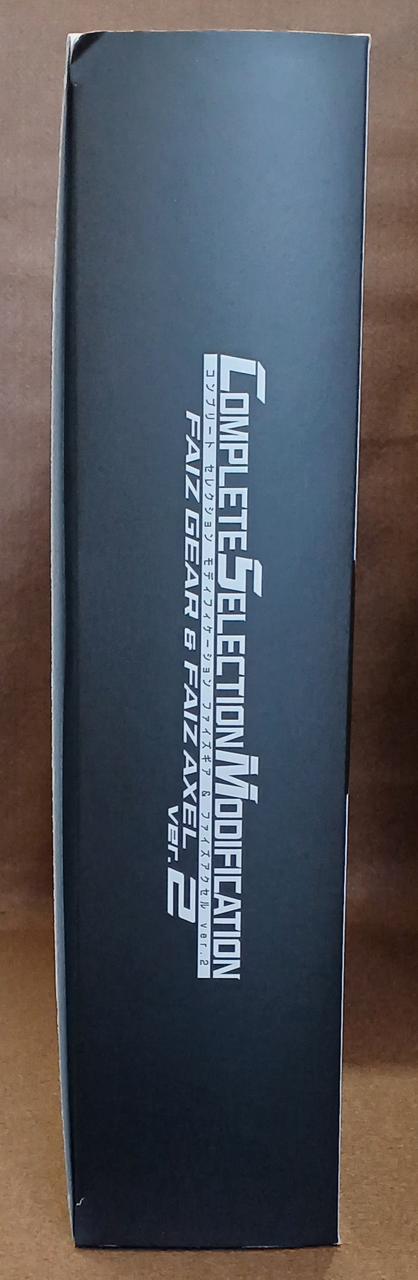 COMPLETE SELECTION MODIFICATION
コンプリート セレクション モディフィケーション ファイズギア & ファイズアクセル ver.2
FAIZ GEAR & FAIZ AXEL ver.2